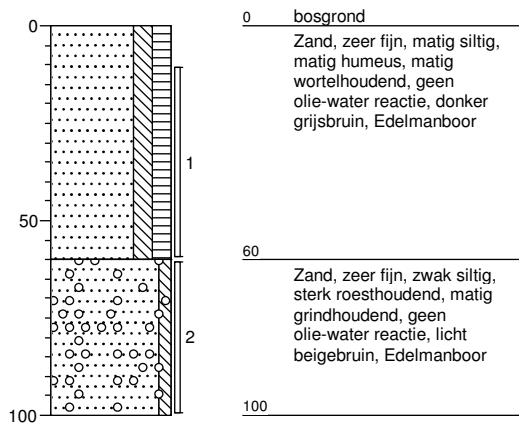 0
50
100
1
2
0 bosgrond
Zand, zeer fijn, matig siltig,
matig humeus, matig
wortelhoudend, geen
olie-water reactie, donker
grijsbruin, Edelmanboor
60
Zand, zeer fijn, zwak siltig,
sterk roesthoudend, matig
grindhoudend, geen
olie-water reactie, licht
beigebruin, Edelmanboor
100